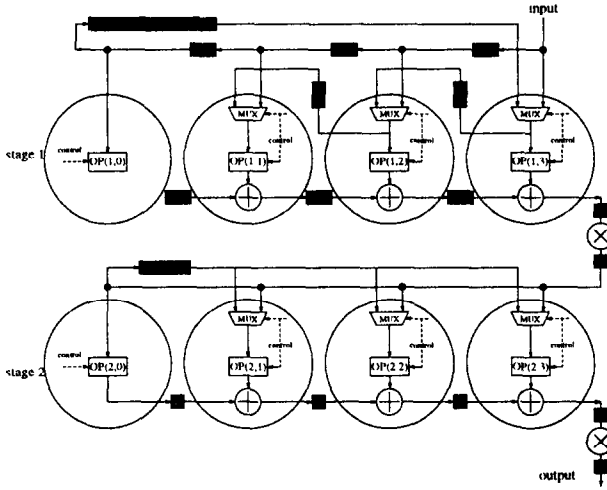 input
MUX
MUX
MUX
control
control
control
control
stage 1
OP(1,0)
OP(1 1)
OP(1,2)
OP(1,3)
MUX
MUX
MUX
control
control
control
control
stage 2
OP(2,0)
OP(2,1)
OP(2 2)
OP(2 3)
output